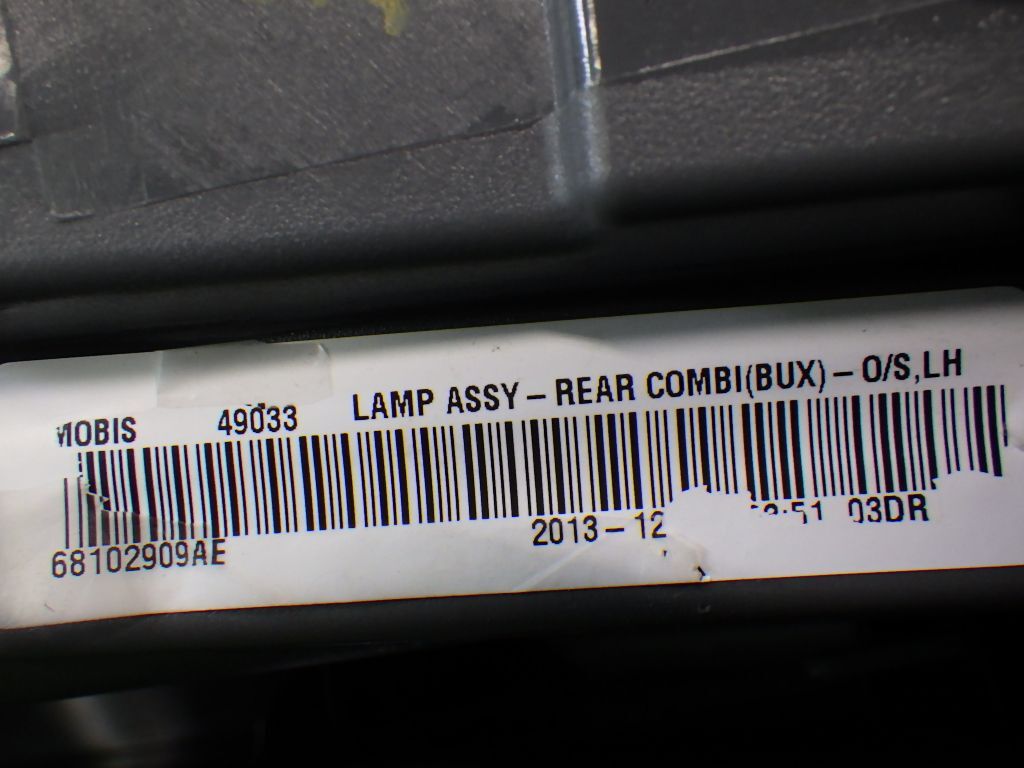 MOBIS 49033 LAMP ASSY-REAR COMBI(BUX)-O/S,LH
68102909AE 2013-12 03DR